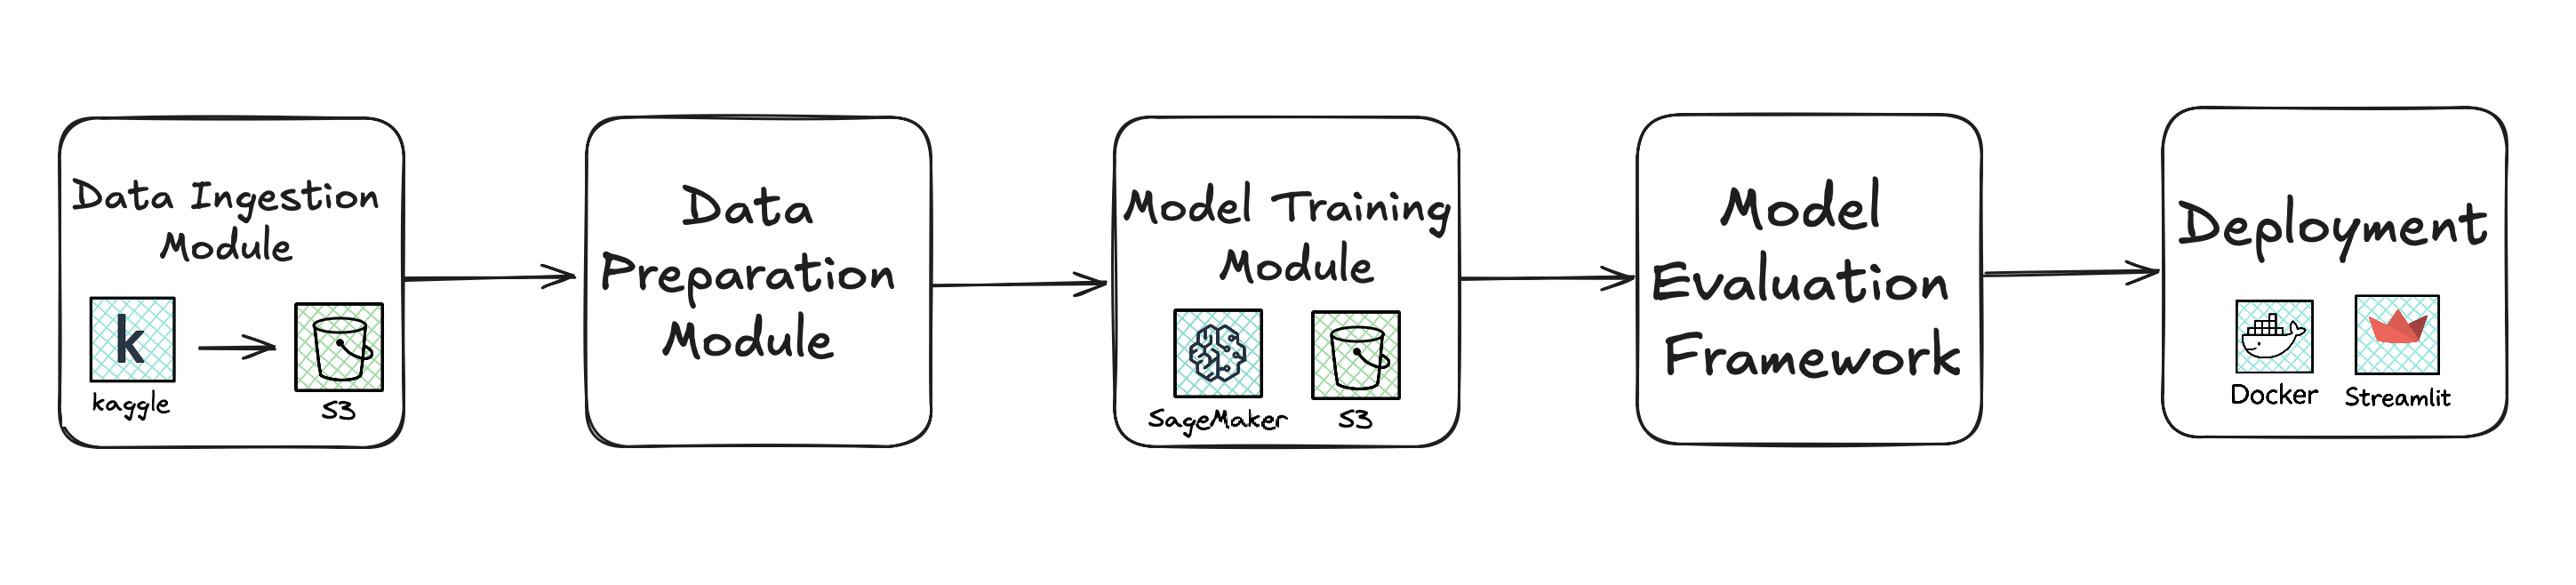 Data Ingestion
Module
k
kaggle
S3
Data
Preparation
Module
Model Training
Module
SageMaker
S3
Model
Evaluation
Framework
Deployment
Docker
Streamlit